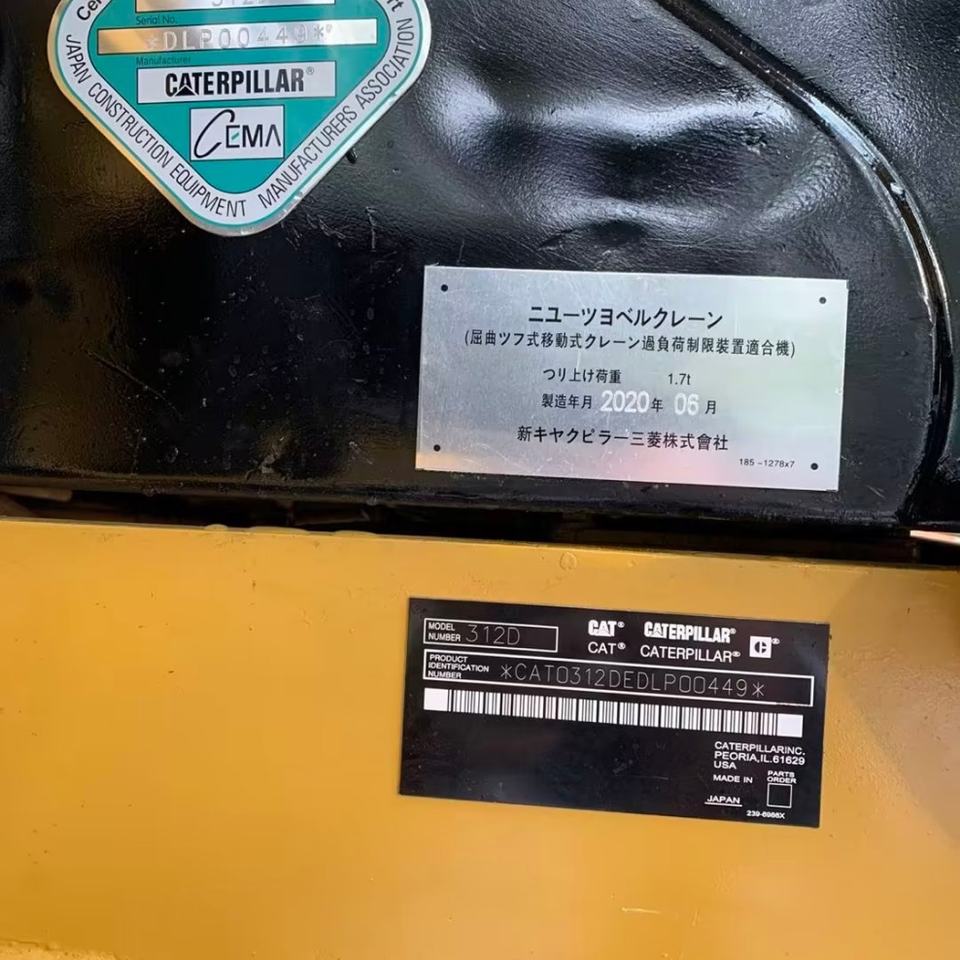 Serial No.
*DLP00449*
Manufacturer
CATERPILLAR®
CEMA
JAPAN CONSTRUCTION EQUIPMENT MANUFACTURERS ASSOCIATION
ニユーツヨベルクレーン
(屈曲ツフ式移動式クレーン過負荷制限裝置適合機)
つり上げ荷重 1.7t
製造年月 2020年 06 月
新キヤクピラー三菱株式會社
185-1278x7
MODEL NUMBER 312D
CAT® CATERPILLAR®
CAT® CATERPILLAR®
PRODUCT IDENTIFICATION NUMBER *CAT0312DEDLP00449*
CATERPILLAR INC.
PEORIA,IL.61629
USA
MADE IN
JAPAN
PARTS ORDER
239-6986X